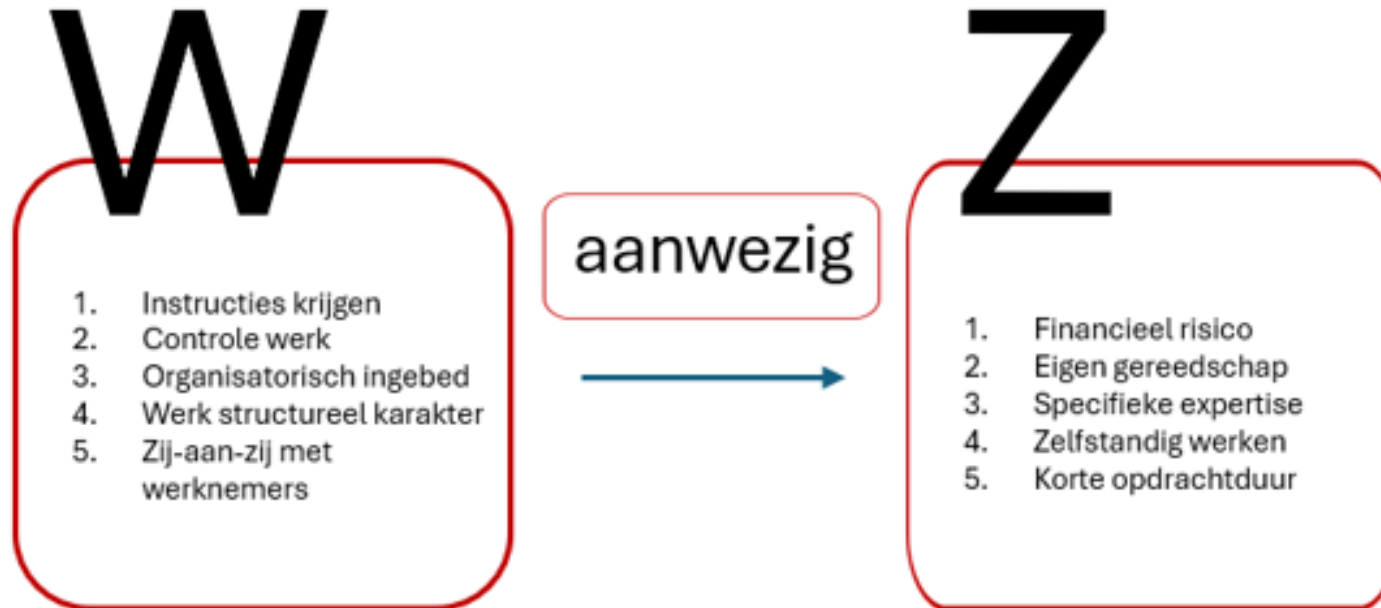 W
1. Instructies krijgen
2. Controle werk
3. Organisatorisch ingebed
4. Werk structureel karakter
5. Zij-aan-zij met
werknemers
aanwezig
Z
1. Financieel risico
2. Eigen gereedschap
3. Specifieke expertise
4. Zelfstandig werken
5. Korte opdrachtduur